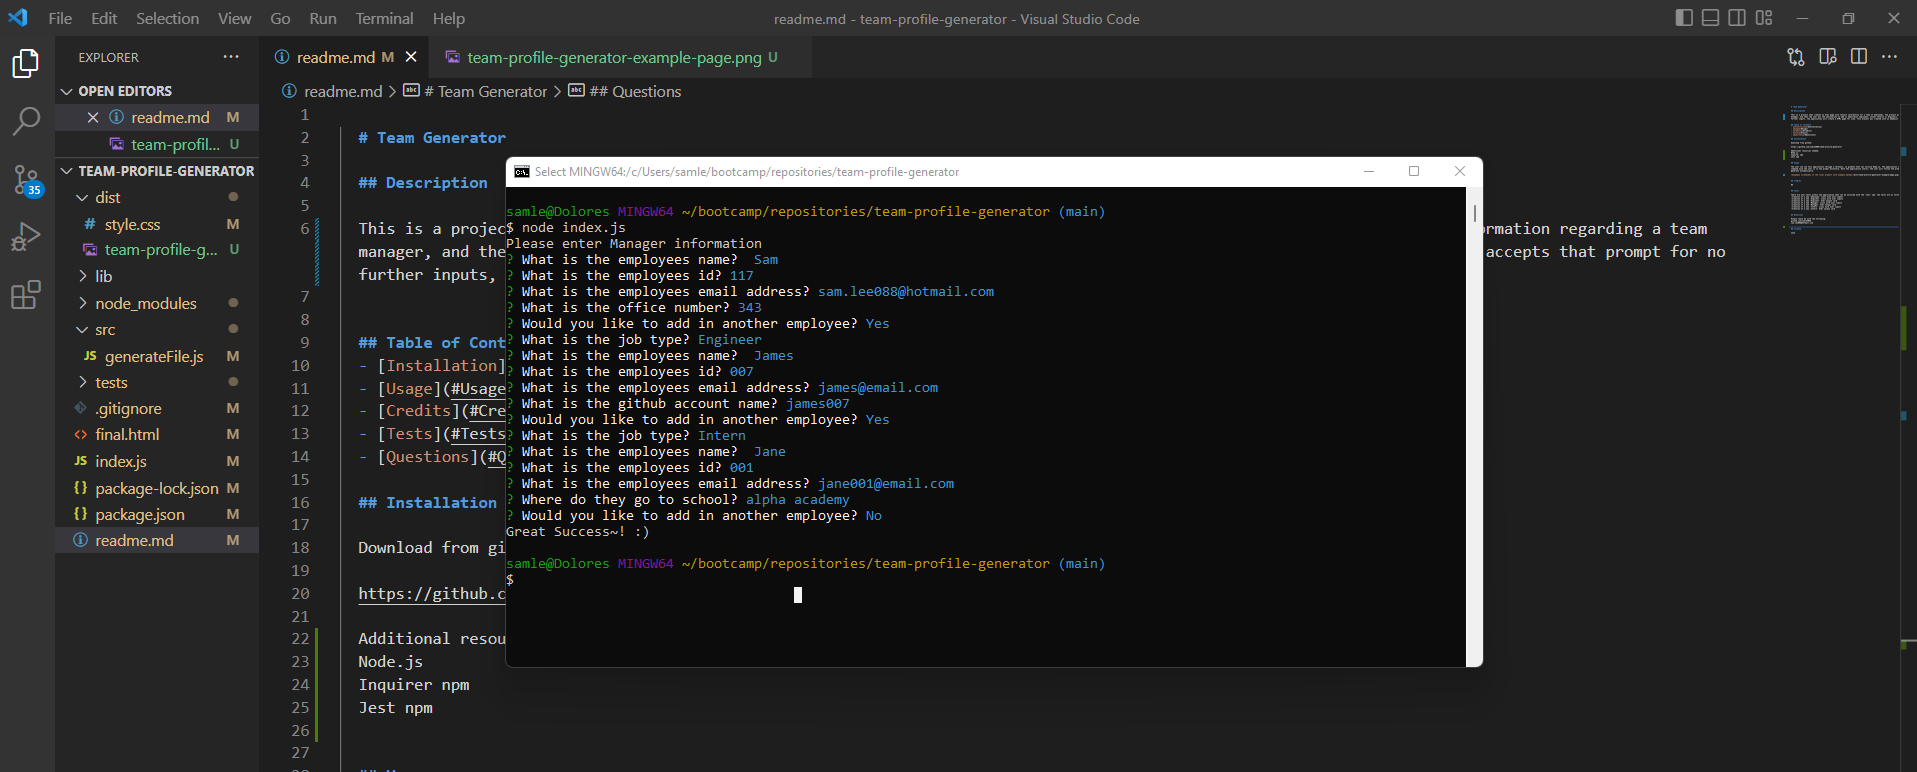 File Edit Selection View Go Run Terminal Help
readme.md - team-profile-generator - Visual Studio Code
EXPLORER
OPEN EDITORS
readme.md M
team-profil... U
TEAM-PROFILE-GENERATOR
dist
# style.css M
team-profile-g... U
lib
node_modules
src
JS generateFile.js M
tests
.gitignore M
<> final.html M
JS index.js M
{} package-lock.json M
{} package.json M
readme.md M
35
readme.md M
team-profile-generator-example-page.png U
readme.md > # Team Generator > ## Questions
1
2 # Team Generator
3
4 ## Description
5
6 This is a projec
rmation regarding a team
manager, and the
accepts that prompt for no
further inputs,
7
8
9 ## Table of Cont
10 - [Installation]
11 - [Usage](#Usage
12 - [Credits](#Cre
13 - [Tests](#Tests
14 - [Questions](#Q
15
16 ## Installation
17
18 Download from gi
19
20 https://github.c
21
22 Additional resou
23 Node.js
24 Inquirer npm
25 Jest npm
26
27
Select MINGW64:/c/Users/samle/bootcamp/repositories/team-profile-generator
samle@Dolores MINGW64 ~/bootcamp/repositories/team-profile-generator (main)
$ node index.js
Please enter Manager information
? What is the employees name?  Sam
? What is the employees id? 117
? What is the employees email address? sam.lee088@hotmail.com
? What is the office number? 343
? Would you like to add in another employee? Yes
? What is the job type? Engineer
? What is the employees name?  James
? What is the employees id? 007
? What is the employees email address? james@email.com
? What is the github account name? james007
? Would you like to add in another employee? Yes
? What is the job type? Intern
? What is the employees name?  Jane
? What is the employees id? 001
? What is the employees email address? jane001@email.com
? Where do they go to school? alpha academy
? Would you like to add in another employee? No
Great Success~! :)
samle@Dolores MINGW64 ~/bootcamp/repositories/team-profile-generator (main)
$